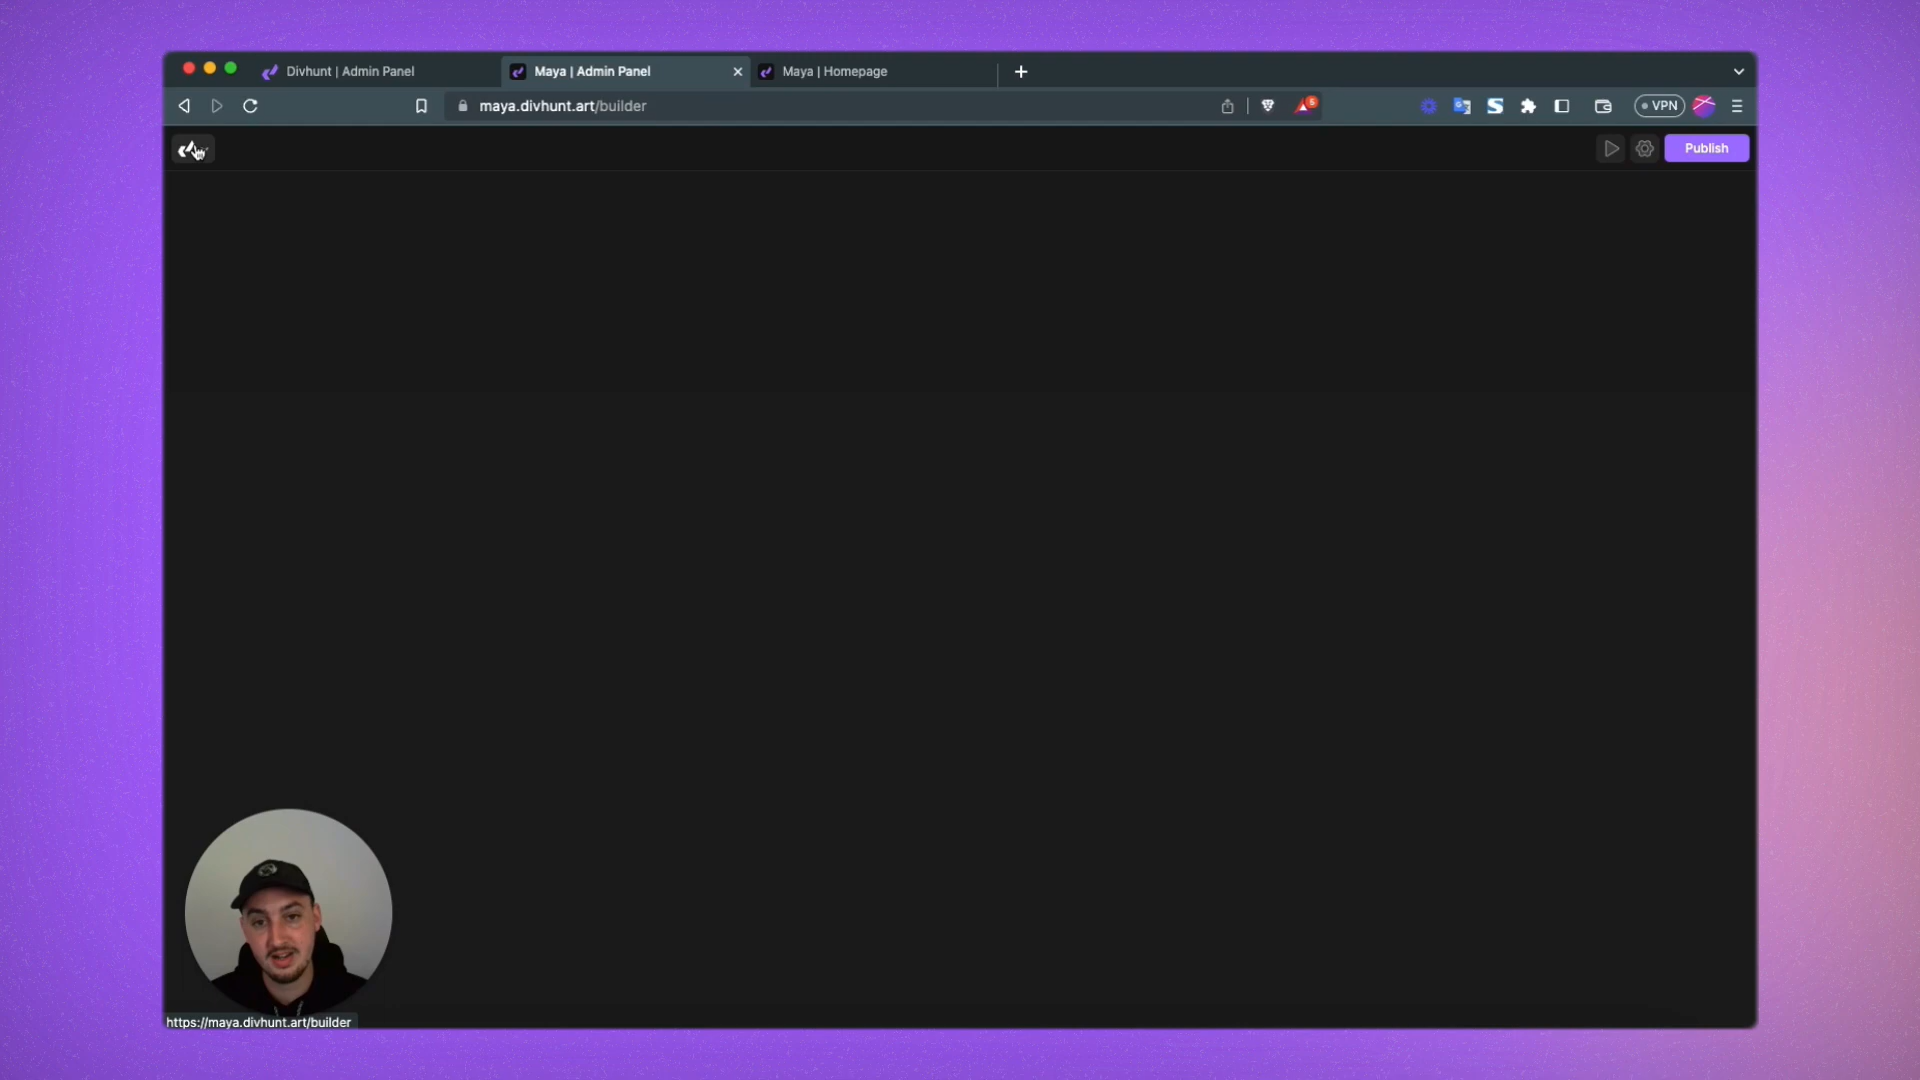 Divhunt | Admin Panel
Maya | Admin Panel
Maya | Homepage
maya.divhunt.art/builder
5
VPN
Publish
https://maya.divhunt.art/builder